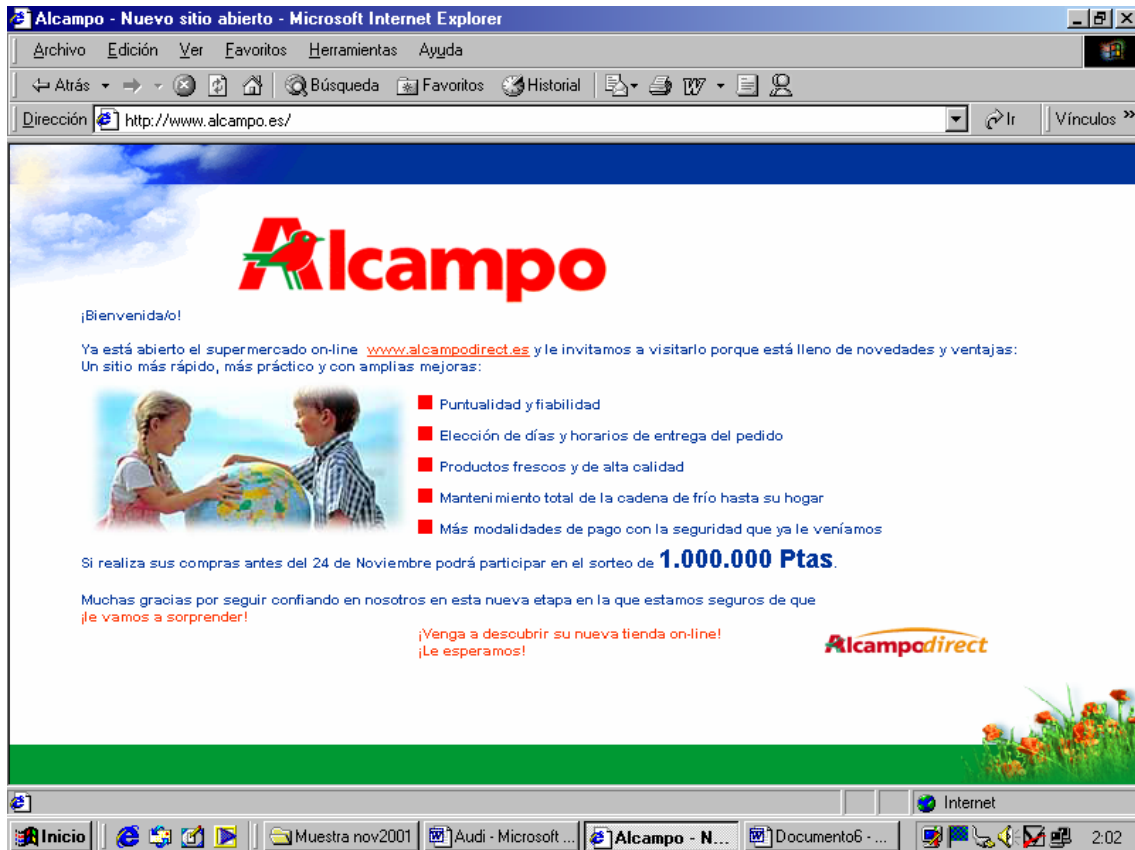 Alcampo - Nuevo sitio abierto - Microsoft Internet Explorer
Archivo Edición Ver Favoritos Herramientas Ayuda
Atrás Búsqueda Favoritos Historial
Dirección http://www.alcampo.es/ Ir Vínculos »
Alcampo
¡Bienvenida/o!
Ya está abierto el supermercado on-line www.alcampodirect.es y le invitamos a visitarlo porque está lleno de novedades y ventajas:
Un sitio más rápido, más práctico y con amplias mejoras:
Puntualidad y fiabilidad
Elección de días y horarios de entrega del pedido
Productos frescos y de alta calidad
Mantenimiento total de la cadena de frío hasta su hogar
Más modalidades de pago con la seguridad que ya le veníamos
Si realiza sus compras antes del 24 de Noviembre podrá participar en el sorteo de 1.000.000 Ptas.
Muchas gracias por seguir confiando en nosotros en esta nueva etapa en la que estamos seguros de que
¡le vamos a sorprender!
¡Venga a descubrir su nueva tienda on-line!
¡Le esperamos!
Alcampodirect
Internet
Inicio Muestra nov2001 Audi - Microsoft ... Alcampo - N... Documento6 - ... 2:02